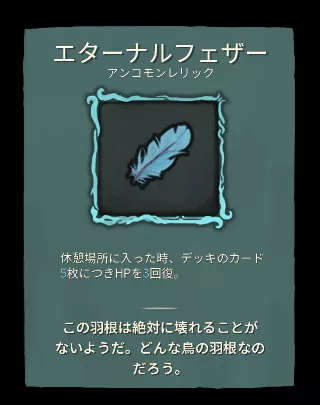 エターナルフェザー
アンコモンレリック
休憩場所に入った時、デッキのカード
5枚につきHPを3回復。
この羽根は絶対に壊れることが
ないようだ。どんな鳥の羽根なの
だろう。